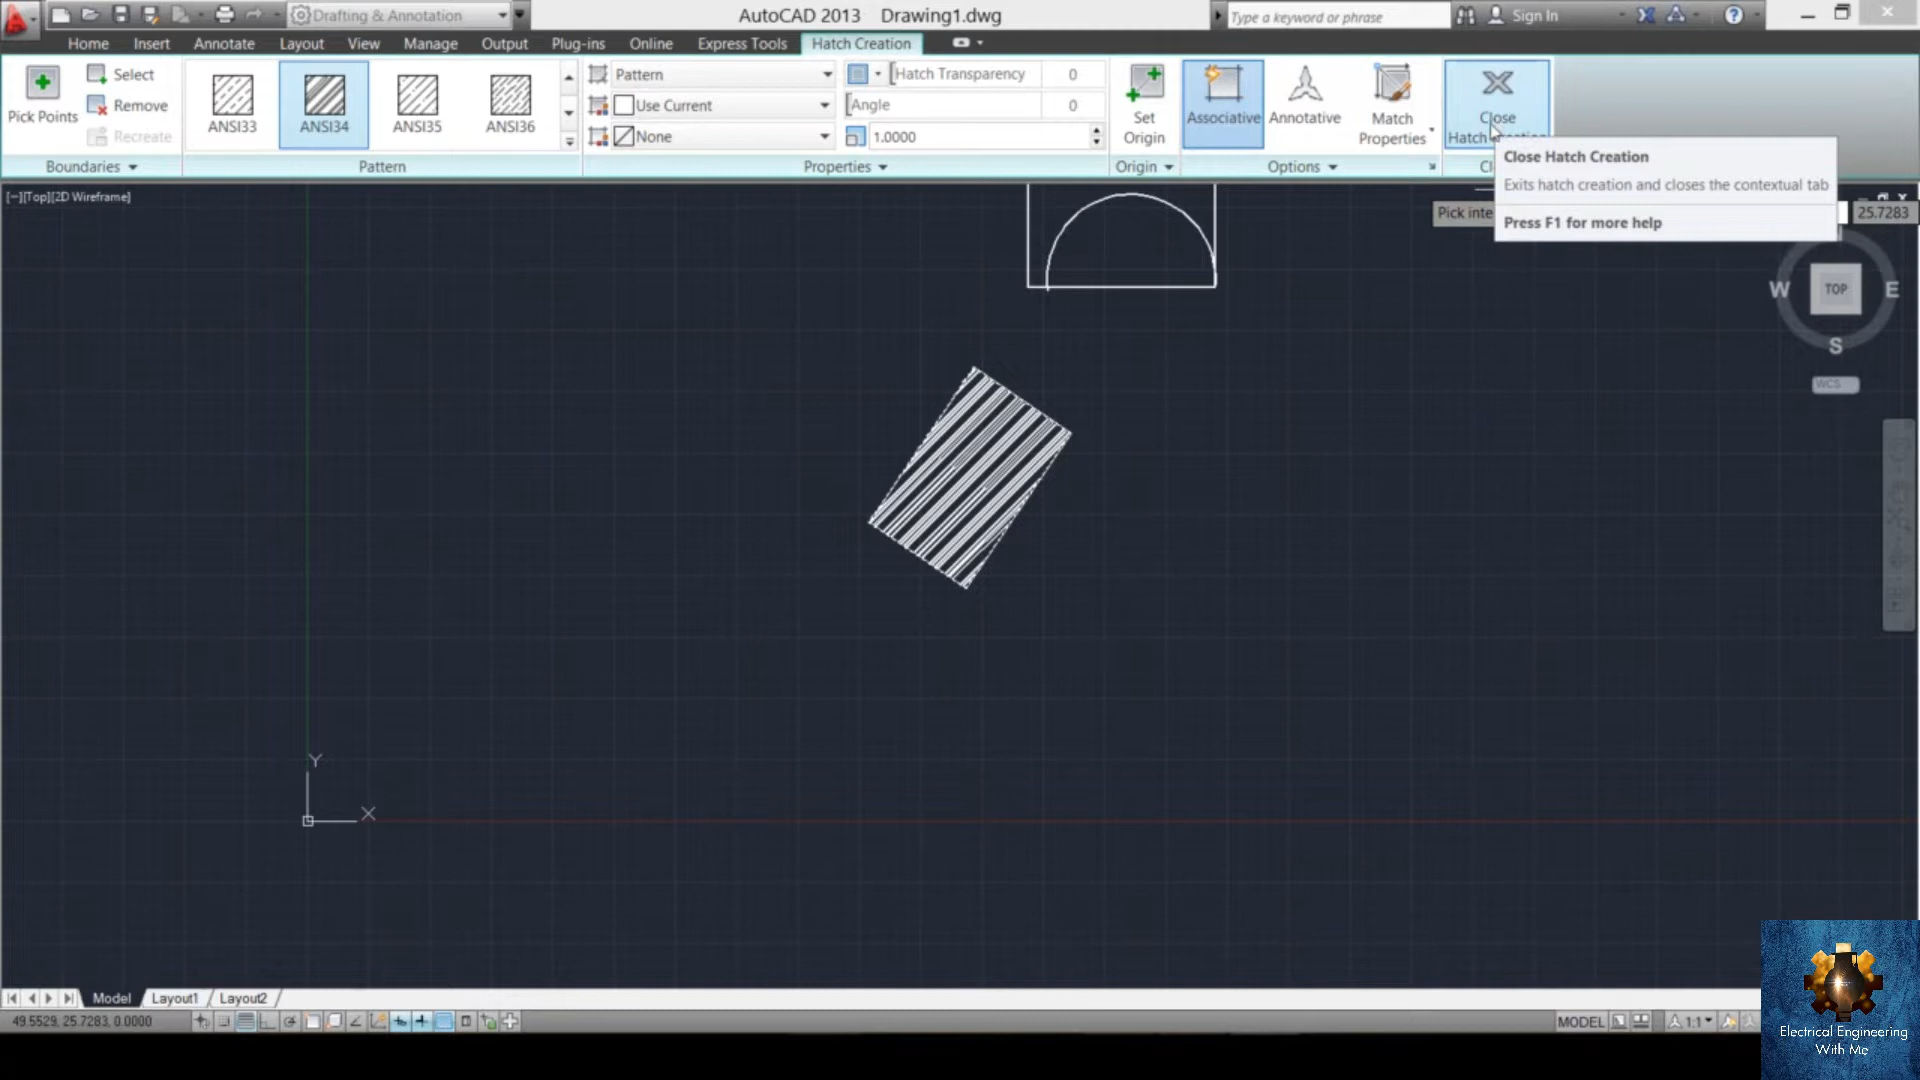 Drafting & Annotation
AutoCAD 2013 Drawing1.dwg
Type a keyword or phrase
Sign In
Home Insert Annotate Layout View Manage Output Plug-ins Online Express Tools Hatch Creation
Pick Points
Select
Remove
Recreate
Boundaries
ANSI33
ANSI34
ANSI35
ANSI36
Pattern
Pattern
Use Current
None
Hatch Transparency 0
Angle 0
1.0000
Properties
Set
Origin
Origin
Associative
Annotative
Match
Properties
Options
Close
Hatch Creation
Close Hatch Creation
Exits hatch creation and closes the contextual tab
Press F1 for more help
[−][Top][2D Wireframe]
Pick inte
25.7283
W
TOP
E
S
WCS
Y
X
Model Layout1 Layout2
49.5529, 25.7283, 0.0000
MODEL
1:1
Electrical Engineering
With Me